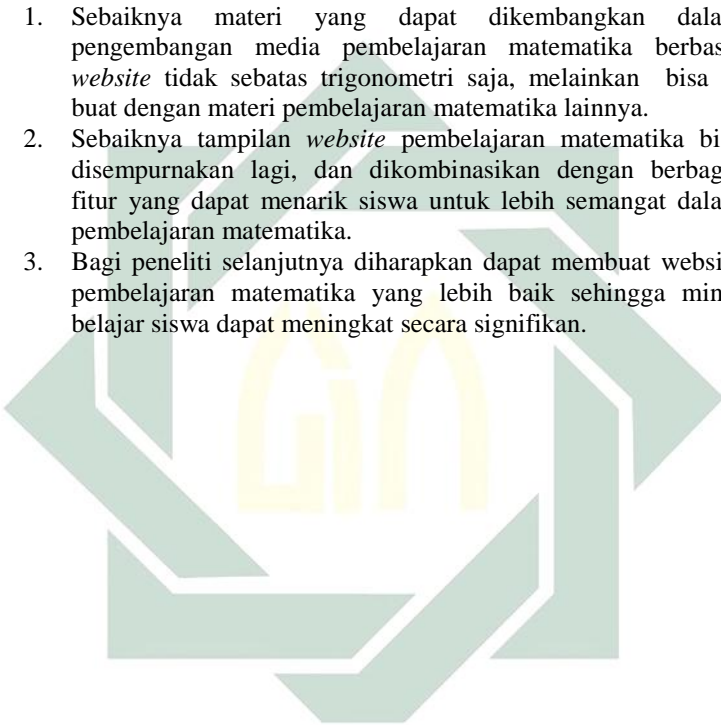 1. Sebaiknya materi yang dapat dikembangkan dala
pengembangan media pembelajaran matematika berbas
website tidak sebatas trigonometri saja, melainkan bisa
buat dengan materi pembelajaran matematika lainnya.
2. Sebaiknya tampilan website pembelajaran matematika bi
disempurnakan lagi, dan dikombinasikan dengan berbag
fitur yang dapat menarik siswa untuk lebih semangat dala
pembelajaran matematika.
3. Bagi peneliti selanjutnya diharapkan dapat membuat websi
pembelajaran matematika yang lebih baik sehingga min
belajar siswa dapat meningkat secara signifikan.